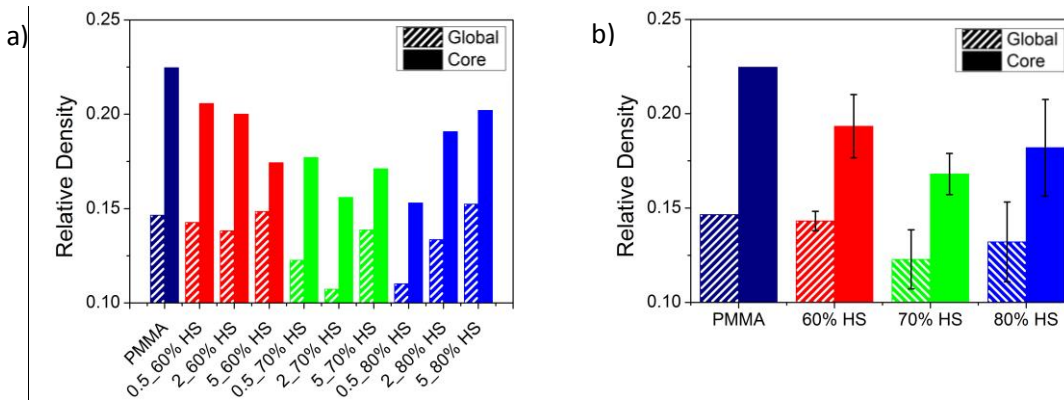 a)
0.25
0.20
0.15
0.10
Relative Density
Global
Core
PMMA
0.5_60% HS
2_60% HS
5_60% HS
0.5_70% HS
2_70% HS
5_70% HS
0.5_80% HS
2_80% HS
5_80% HS
b)
0.25
0.20
0.15
0.10
Relative Density
Global
Core
PMMA 60% HS 70% HS 80% HS